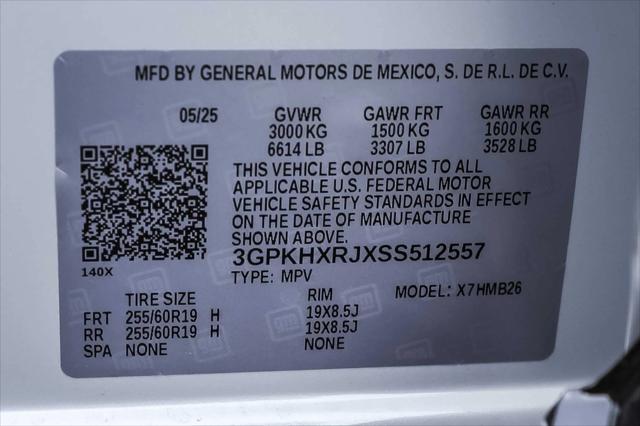 MFD BY GENERAL MOTORS DE MEXICO, S. DE R.L. DE C.V.
05/25 GVWR GAWR FRT GAWR RR
3000 KG 1500 KG 1600 KG
6614 LB 3307 LB 3528 LB
THIS VEHICLE CONFORMS TO ALL
APPLICABLE U.S. FEDERAL MOTOR
VEHICLE SAFETY STANDARDS IN EFFECT
ON THE DATE OF MANUFACTURE
SHOWN ABOVE.
3GPKHXRJXSS512557
140X
TYPE: MPV
TIRE SIZE RIM MODEL: X7HMB26
FRT 255/60R19 H 19X8.5J
RR 255/60R19 H 19X8.5J
SPA NONE NONE